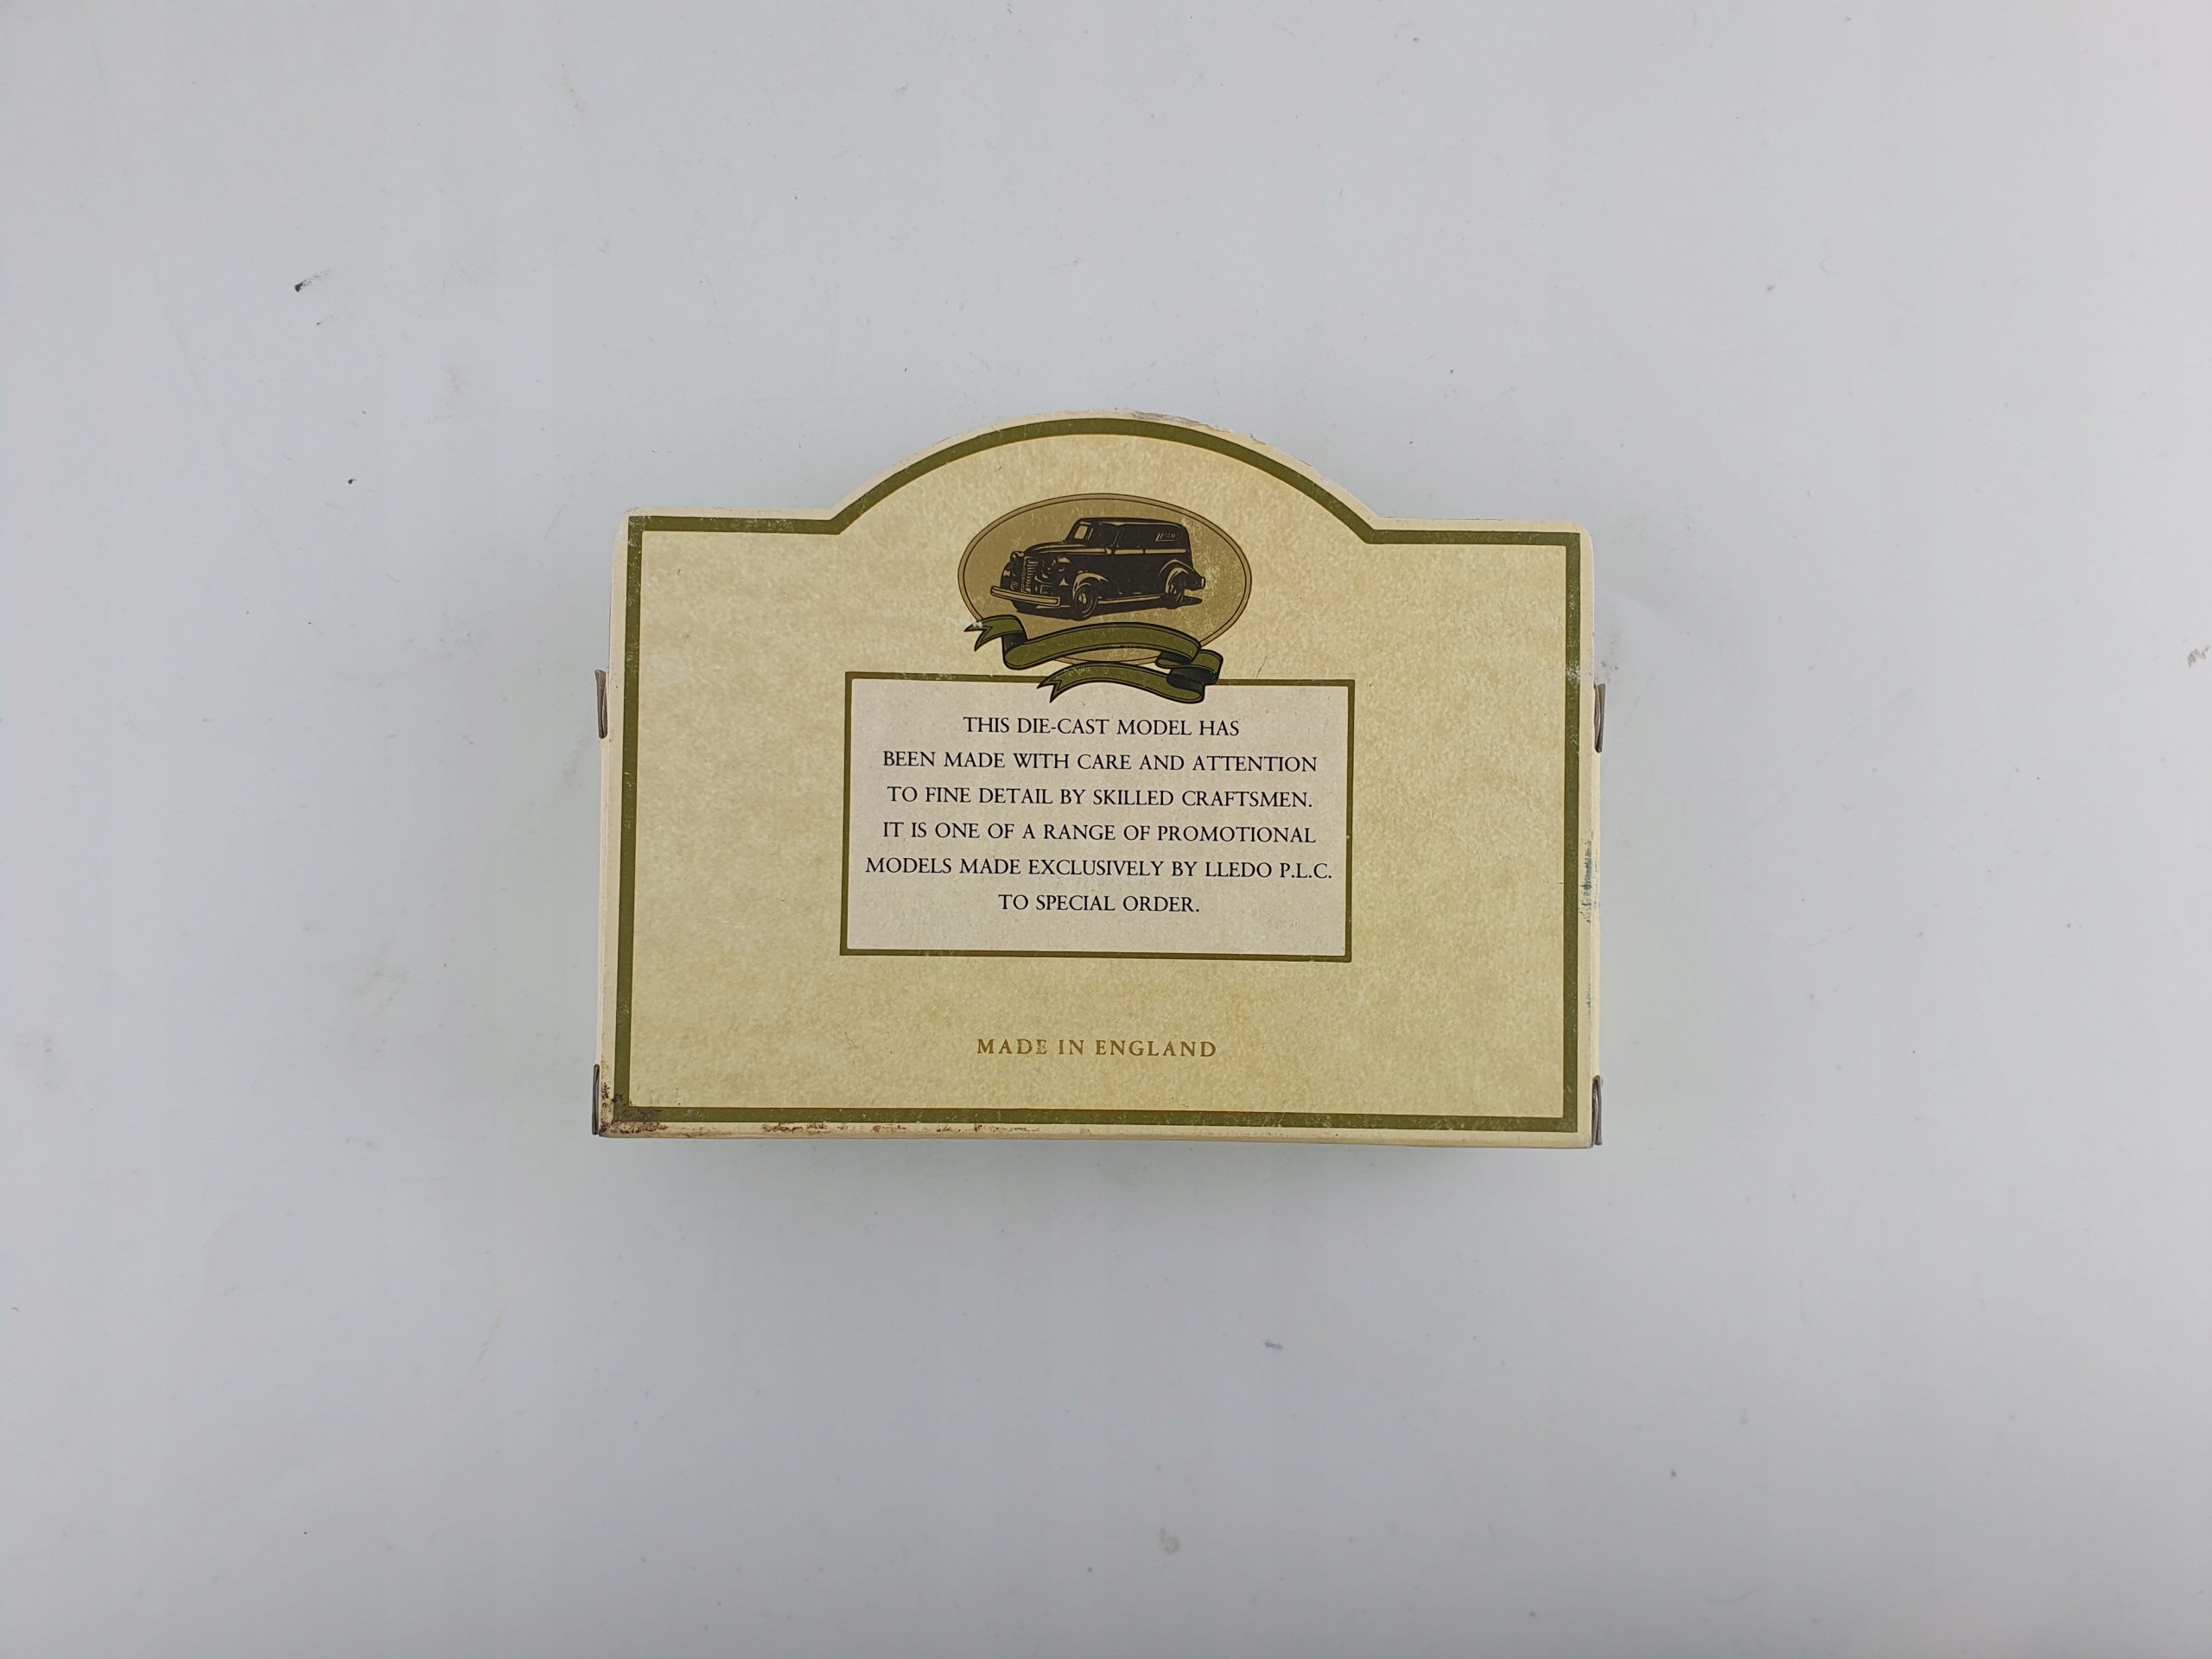 THIS DIE-CAST MODEL HAS
BEEN MADE WITH CARE AND ATTENTION
TO FINE DETAIL BY SKILLED CRAFTSMEN.
IT IS ONE OF A RANGE OF PROMOTIONAL
MODELS MADE EXCLUSIVELY BY LLEDO P.L.C.
TO SPECIAL ORDER.
MADE IN ENGLAND